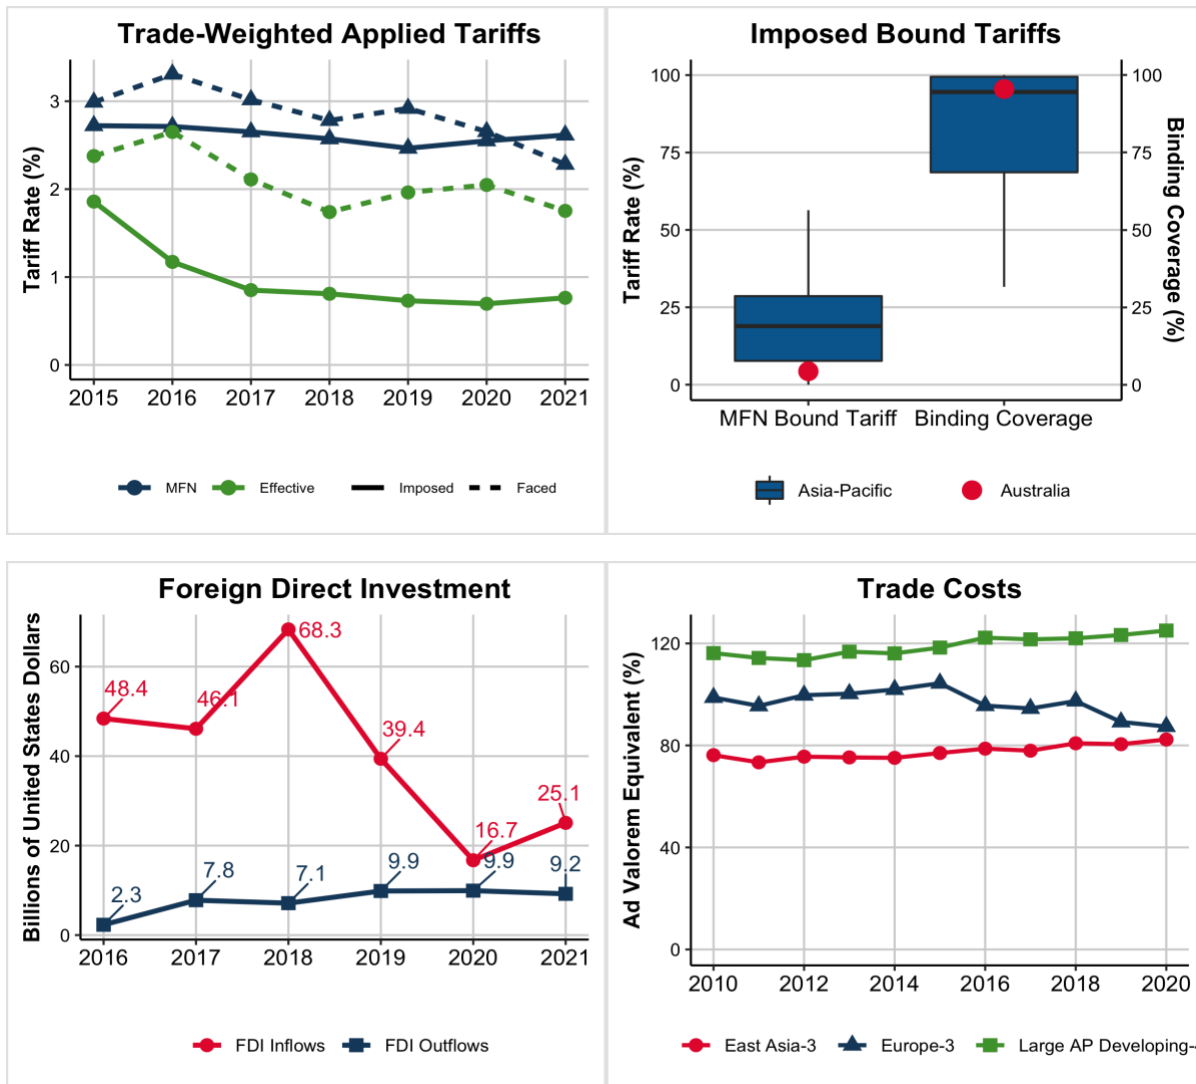 Trade-Weighted Applied Tariffs
Tariff Rate (%)
3
2
1
0
2015 2016 2017 2018 2019 2020 2021
MFN Effective Imposed Faced
Imposed Bound Tariffs
Tariff Rate (%)
100
75
50
25
0
100
75
50
25
0
Binding Coverage (%)
MFN Bound Tariff Binding Coverage
Asia-Pacific Australia
Foreign Direct Investment
Billions of United States Dollars
60
40
20
0
48.4 46.1 68.3 39.4 16.7 25.1
2.3 7.8 7.1 9.9 9.9 9.2
2016 2017 2018 2019 2020 2021
FDI Inflows FDI Outflows
Trade Costs
Ad Valorem Equivalent (%)
120
80
40
0
2010 2012 2014 2016 2018 2020
East Asia-3 Europe-3 Large AP Developing-